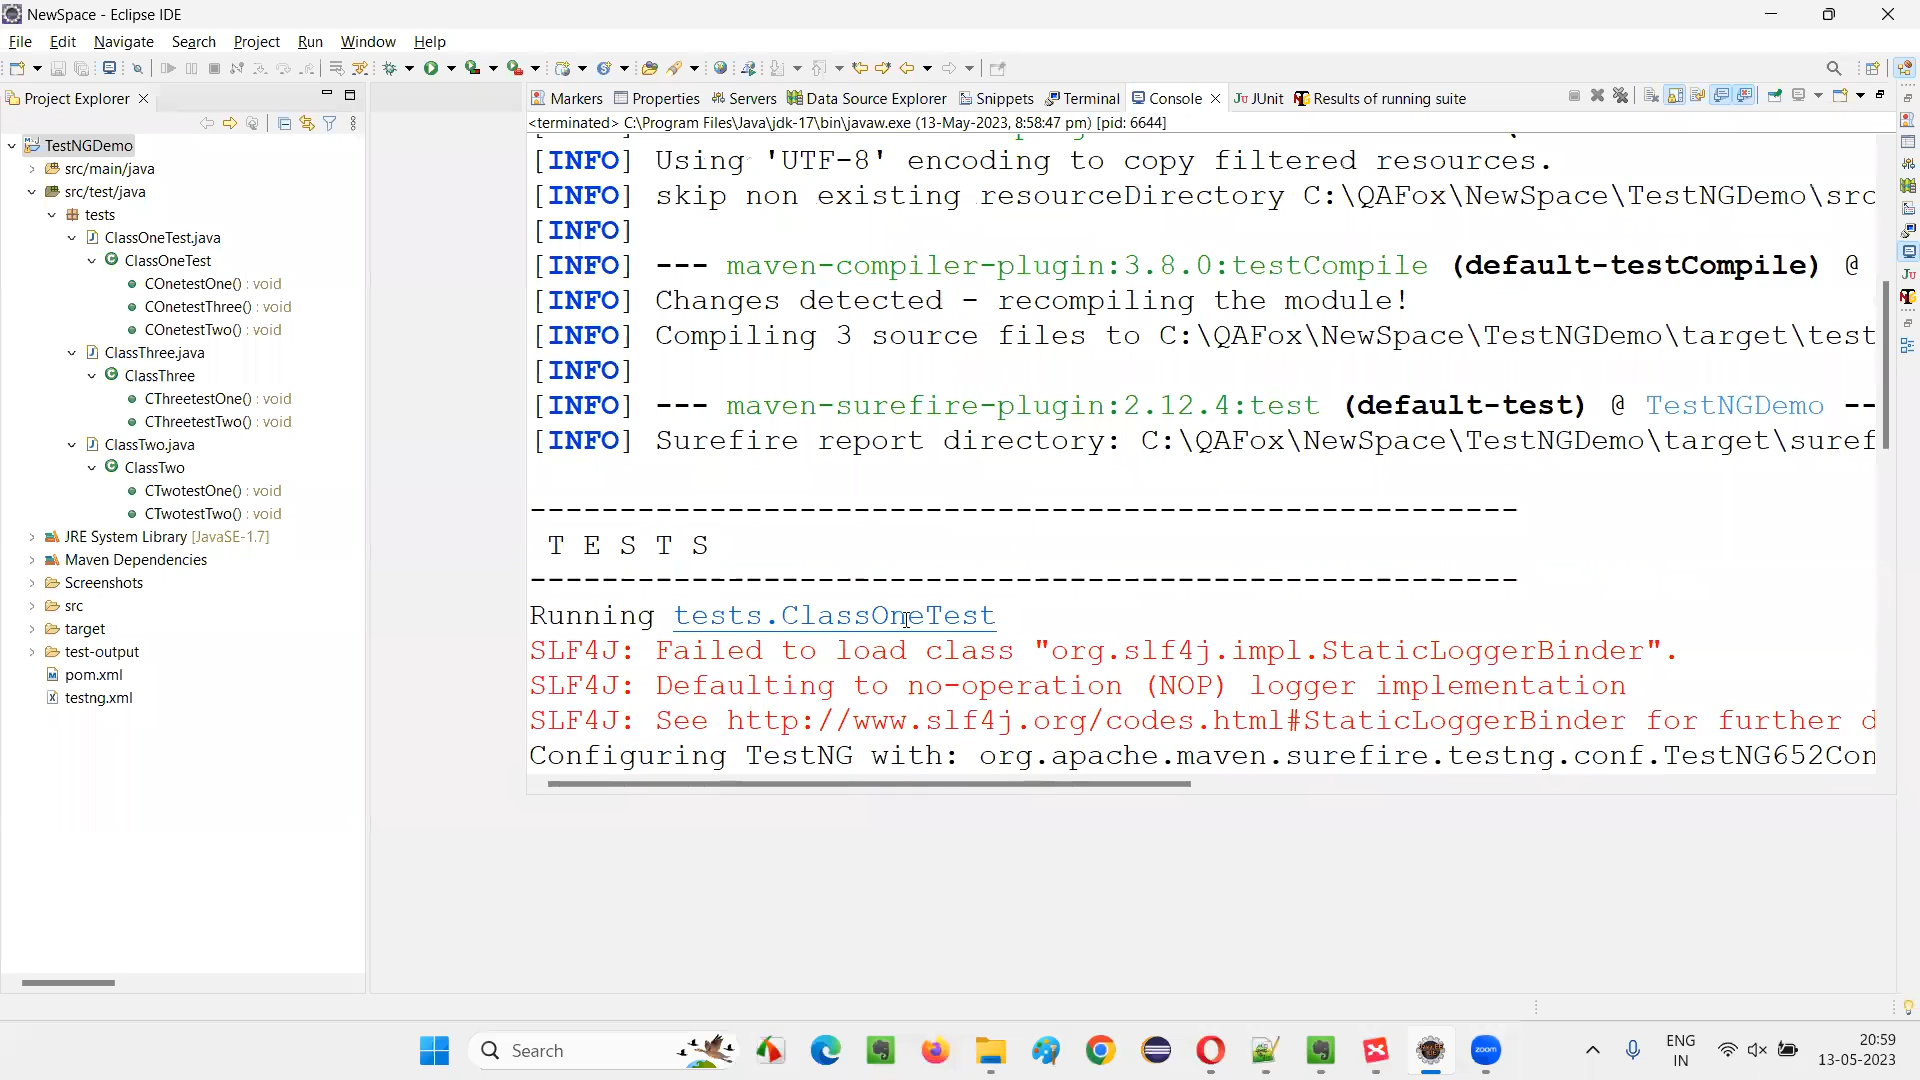 NewSpace - Eclipse IDE
File Edit Navigate Search Project Run Window Help
Project Explorer
TestNGDemo
src/main/java
src/test/java
tests
ClassOneTest.java
ClassOneTest
COnetestOne() : void
COnetestThree() : void
COnetestTwo() : void
ClassThree.java
ClassThree
CThreetestOne() : void
CThreetestTwo() : void
ClassTwo.java
ClassTwo
CTwotestOne() : void
CTwotestTwo() : void
JRE System Library [JavaSE-1.7]
Maven Dependencies
Screenshots
src
target
test-output
pom.xml
testng.xml
Markers Properties Servers Data Source Explorer Snippets Terminal Console JUnit Results of running suite
<terminated> C:\Program Files\Java\jdk-17\bin\javaw.exe (13-May-2023, 8:58:47 pm) [pid: 6644]
[INFO] Using 'UTF-8' encoding to copy filtered resources.
[INFO] skip non existing resourceDirectory C:\QAFox\NewSpace\TestNGDemo\src
[INFO]
[INFO] --- maven-compiler-plugin:3.8.0:testCompile (default-testCompile) @
[INFO] Changes detected - recompiling the module!
[INFO] Compiling 3 source files to C:\QAFox\NewSpace\TestNGDemo\target\test
[INFO]
[INFO] --- maven-surefire-plugin:2.12.4:test (default-test) @ TestNGDemo --
[INFO] Surefire report directory: C:\QAFox\NewSpace\TestNGDemo\target\suref
-------------------------------------------------------
T E S T S
-------------------------------------------------------
Running tests.ClassOneTest
SLF4J: Failed to load class "org.slf4j.impl.StaticLoggerBinder".
SLF4J: Defaulting to no-operation (NOP) logger implementation
SLF4J: See http://www.slf4j.org/codes.html#StaticLoggerBinder for further d
Configuring TestNG with: org.apache.maven.surefire.testng.conf.TestNG652Con
Search
zoom
ENG
IN
20:59
13-05-2023